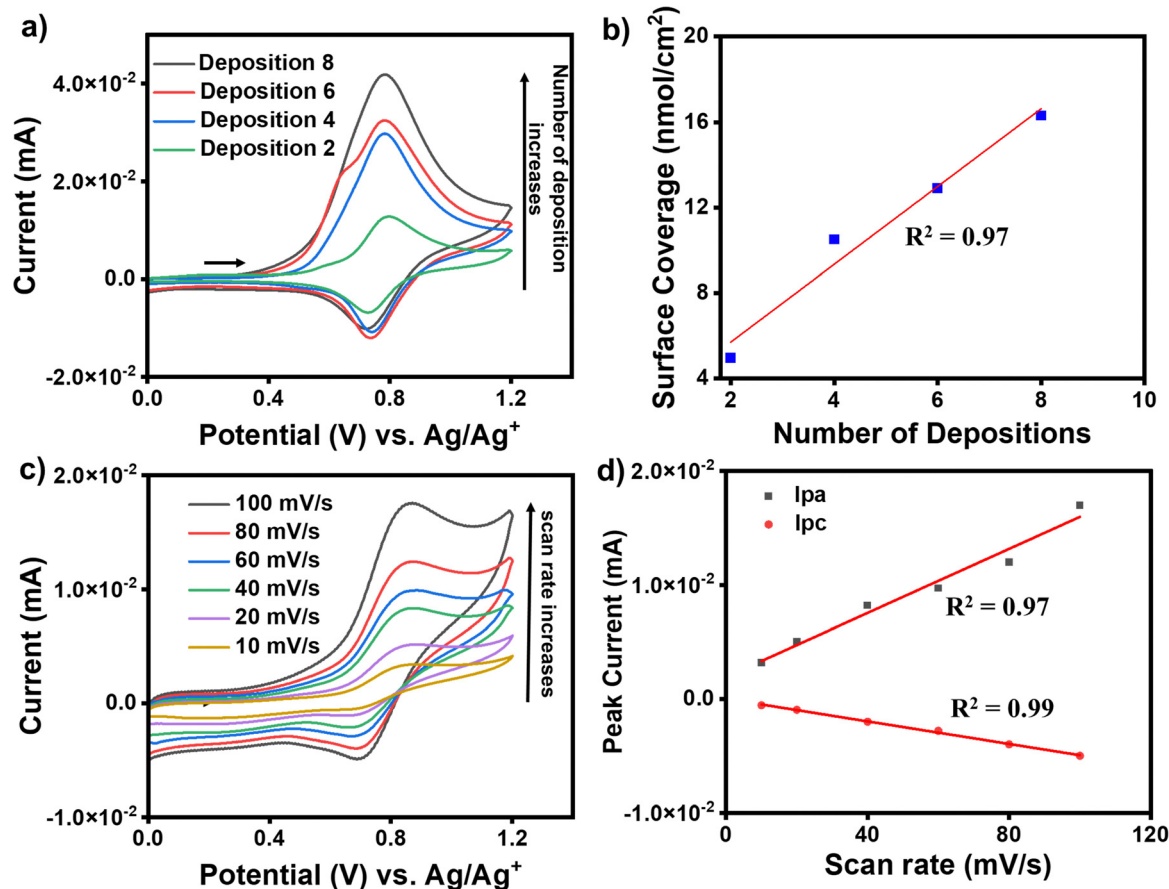 a)
Deposition 8
Deposition 6
Deposition 4
Deposition 2
Number of deposition
increases
4.0×10⁻²
2.0×10⁻²
0.0
-2.0×10⁻²
Current (mA)
0.0
0.4
0.8
1.2
Potential (V) vs. Ag/Ag⁺
b)
20
16
12
8
4
Surface Coverage (nmol/cm²)
R² = 0.97
2
4
6
8
10
Number of Depositions
c)
100 mV/s
80 mV/s
60 mV/s
40 mV/s
20 mV/s
10 mV/s
scan rate increases
2.0×10⁻²
1.0×10⁻²
0.0
-1.0×10⁻²
Current (mA)
0.0
0.4
0.8
1.2
Potential (V) vs. Ag/Ag⁺
d)
Ipa
Ipc
2.0×10⁻²
1.0×10⁻²
0.0
-1.0×10⁻²
Peak Current (mA)
R² = 0.97
R² = 0.99
0
40
80
120
Scan rate (mV/s)